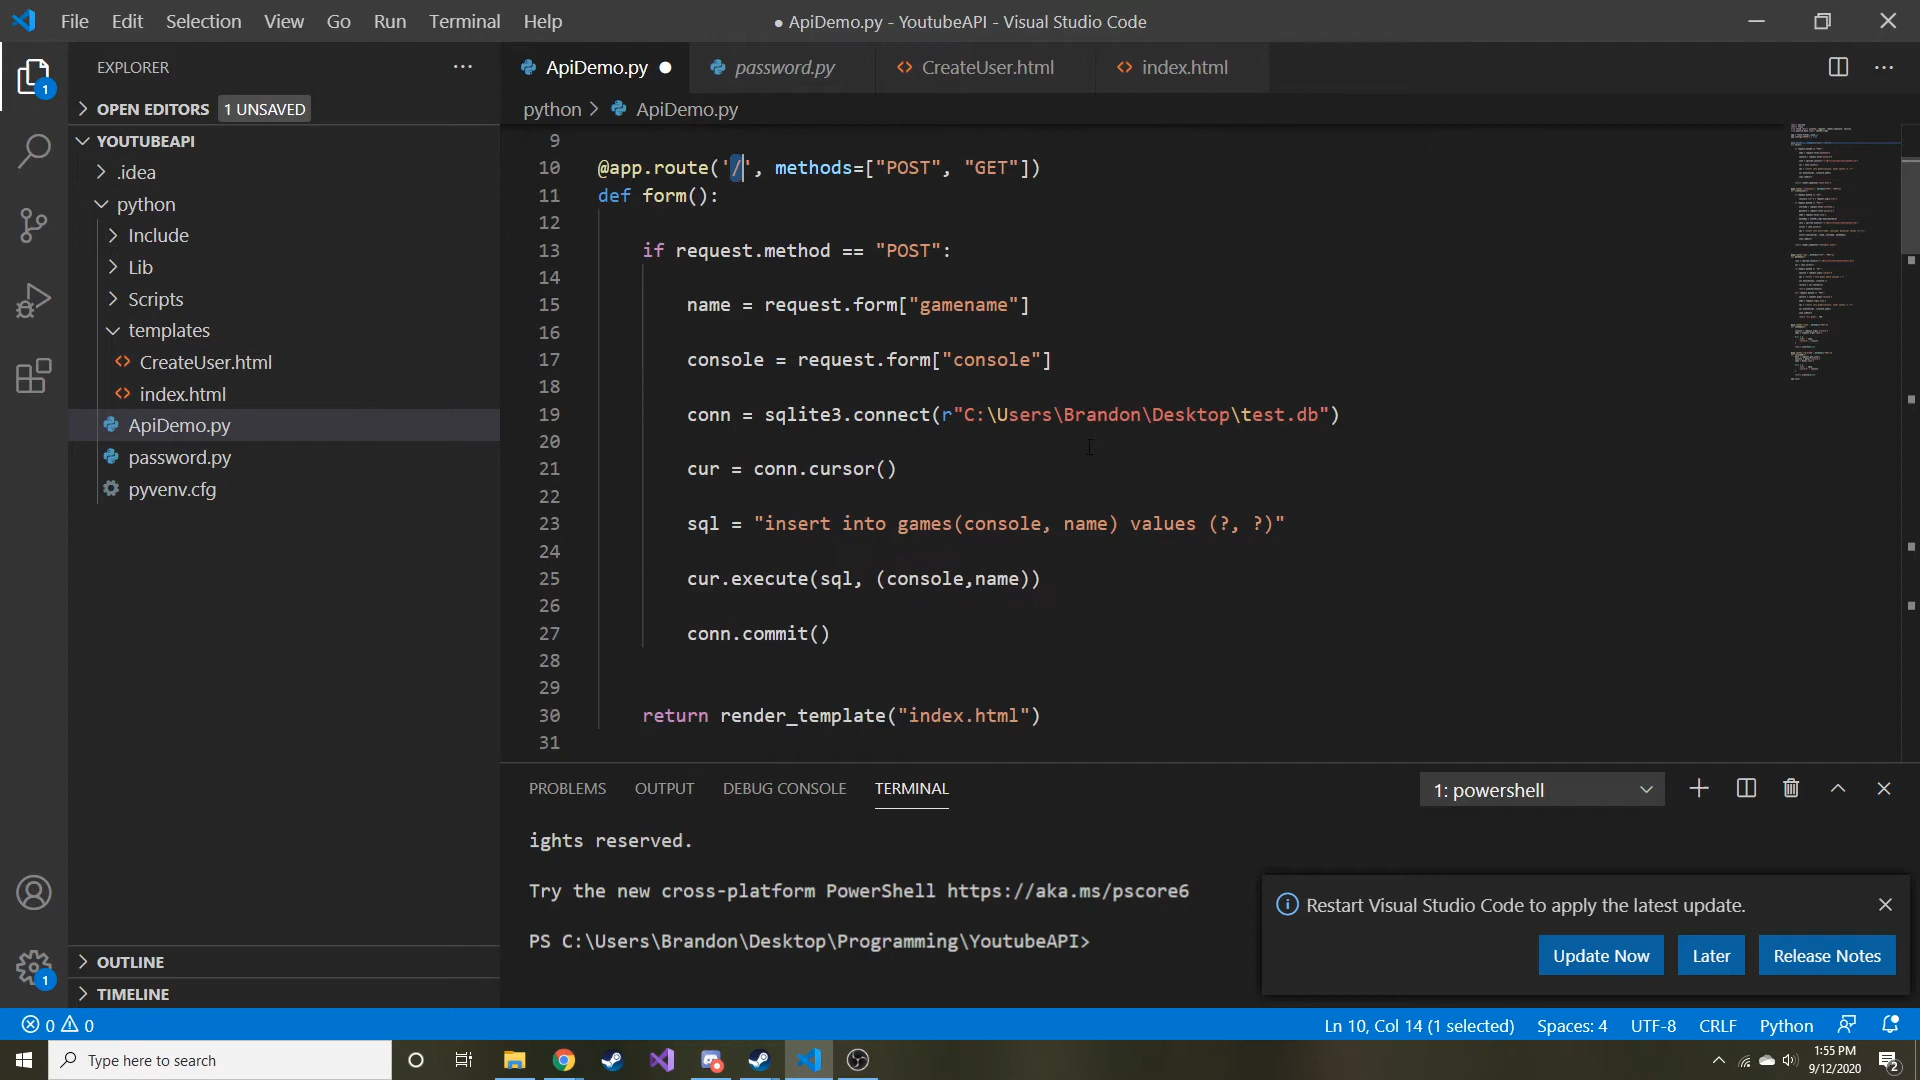 File Edit Selection View Go Run Terminal Help
● ApiDemo.py - YoutubeAPI - Visual Studio Code
EXPLORER
OPEN EDITORS 1 UNSAVED
YOUTUBEAPI
.idea
python
Include
Lib
Scripts
templates
CreateUser.html
index.html
ApiDemo.py
password.py
pyvenv.cfg
OUTLINE
TIMELINE
1
1
ApiDemo.py password.py CreateUser.html index.html
python > ApiDemo.py
9
10 @app.route('/', methods=["POST", "GET"])
11 def form():
12
13 if request.method == "POST":
14
15 name = request.form["gamename"]
16
17 console = request.form["console"]
18
19 conn = sqlite3.connect(r"C:\Users\Brandon\Desktop\test.db")
20
21 cur = conn.cursor()
22
23 sql = "insert into games(console, name) values (?, ?)"
24
25 cur.execute(sql, (console,name))
26
27 conn.commit()
28
29
30 return render_template("index.html")
31
PROBLEMS OUTPUT DEBUG CONSOLE TERMINAL
1: powershell
ights reserved.
Try the new cross-platform PowerShell https://aka.ms/pscore6
PS C:\Users\Brandon\Desktop\Programming\YoutubeAPI>
Restart Visual Studio Code to apply the latest update.
Update Now Later Release Notes
0 0
Ln 10, Col 14 (1 selected) Spaces: 4 UTF-8 CRLF Python
Type here to search
1:55 PM
9/12/2020
2